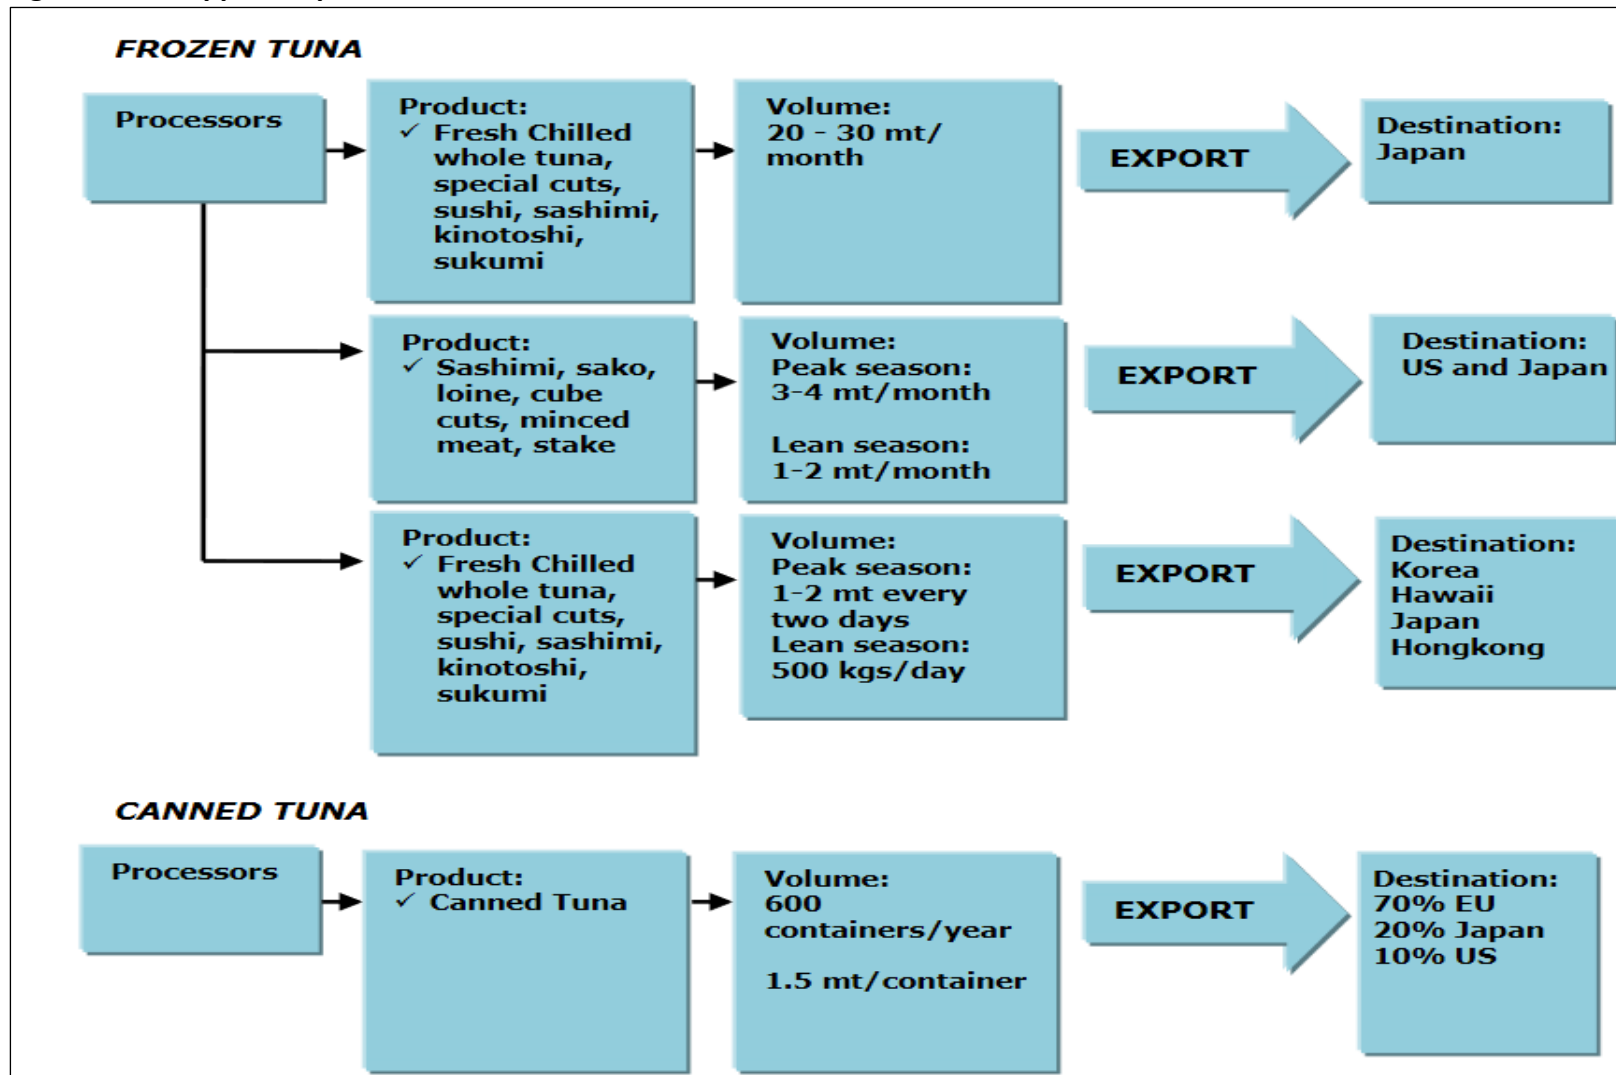 FROZEN TUNA
Processors
Product:
✓ Fresh Chilled
whole tuna,
special cuts,
sushi, sashimi,
kinotoshi,
sukumi
Volume:
20 - 30 mt/
month
EXPORT
Destination:
Japan
Product:
✓ Sashimi, sako,
loine, cube
cuts, minced
meat, stake
Volume:
Peak season:
3-4 mt/month
Lean season:
1-2 mt/month
EXPORT
Destination:
US and Japan
Product:
✓ Fresh Chilled
whole tuna,
special cuts,
sushi, sashimi,
kinotoshi,
sukumi
Volume:
Peak season:
1-2 mt every
two days
Lean season:
500 kgs/day
EXPORT
Destination:
Korea
Hawaii
Japan
Hongkong
CANNED TUNA
Processors
Product:
✓ Canned Tuna
Volume:
600
containers/year
1.5 mt/container
EXPORT
Destination:
70% EU
20% Japan
10% US